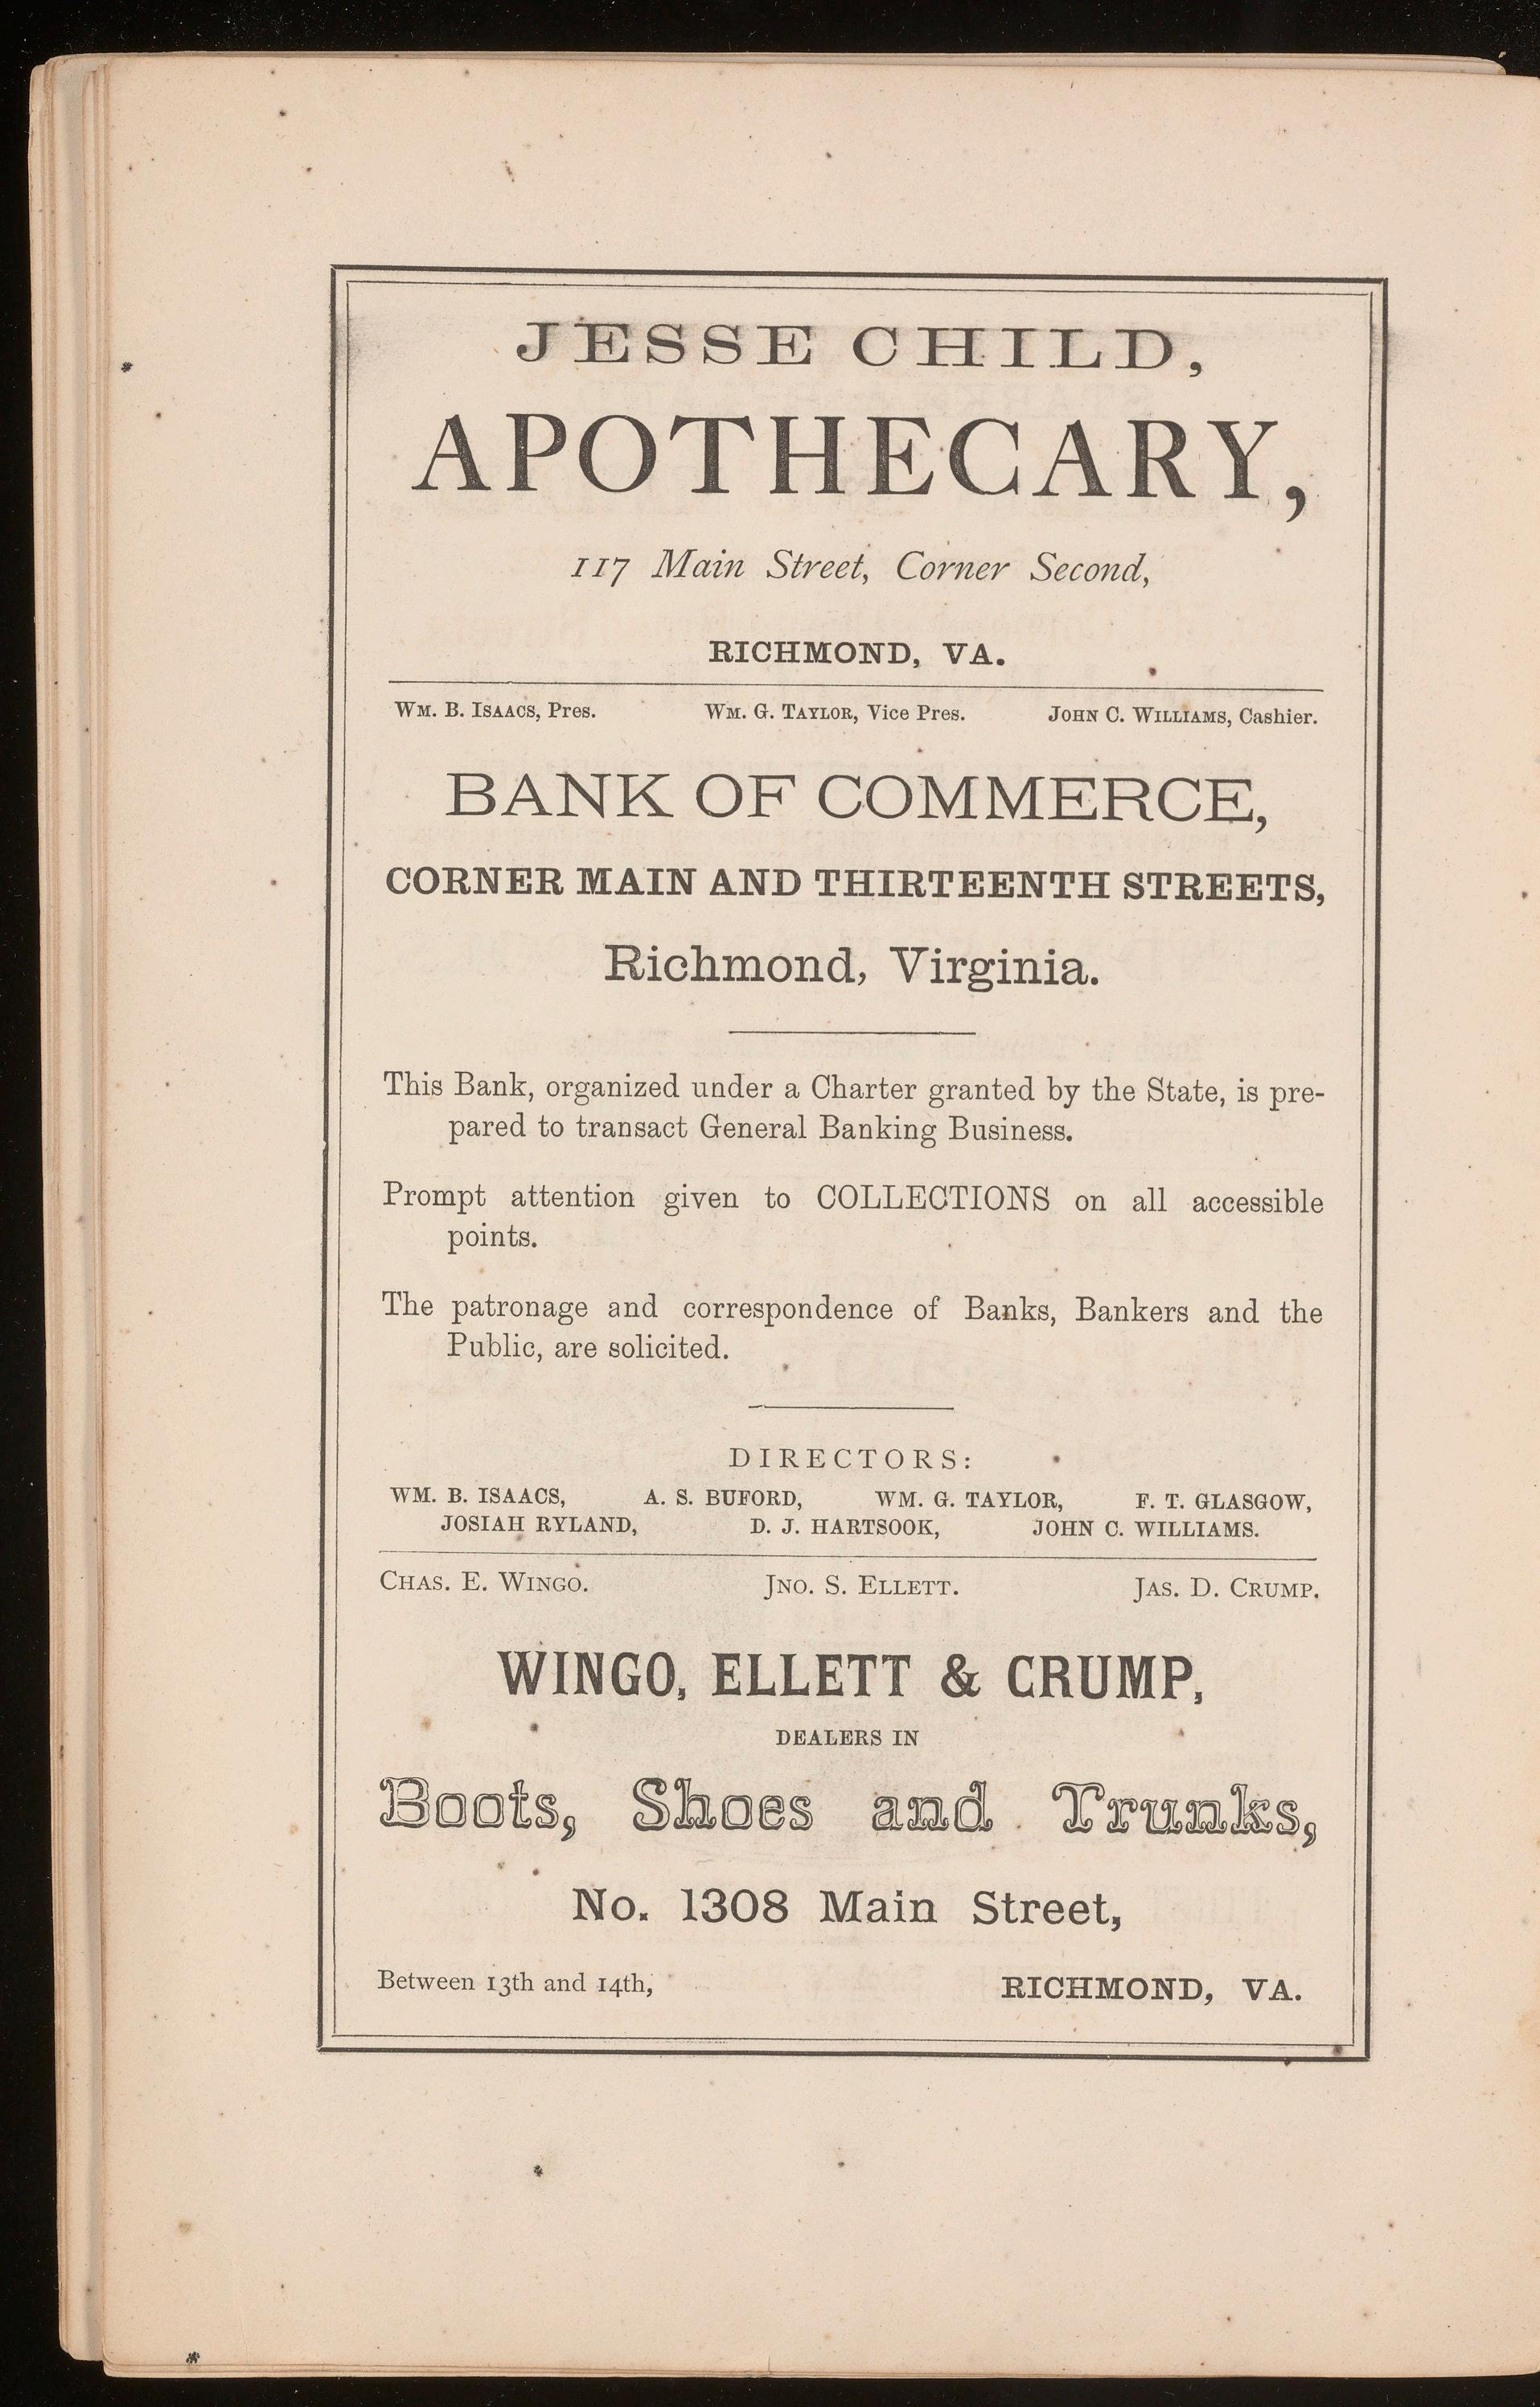 JESSE CHILD,
APOTHECARY,
117 Main Street, Corner Second,
RICHMOND, VA.
WM. B. ISAACS, Pres. WM. G. TAYLOR, Vice Pres. JOHN C. WILLIAMS, Cashier.
BANK OF COMMERCE,
CORNER MAIN AND THIRTEENTH STREETS,
Richmond, Virginia.
This Bank, organized under a Charter granted by the State, is pre-
pared to transact General Banking Business.
Prompt attention given to COLLECTIONS on all accessible
points.
The patronage and correspondence of Banks, Bankers and the
Public, are solicited.
DIRECTORS:
WM. B. ISAACS, A. S. BUFORD, WM. G. TAYLOR, F. T. GLASGOW,
JOSIAH RYLAND, D. J. HARTSOOK, JOHN C. WILLIAMS.
CHAS. E. WINGO. JNO. S. ELLETT. JAS. D. CRUMP.
WINGO, ELLETT & CRUMP,
DEALERS IN
Boots, Shoes and Trunks,
No. 1308 Main Street,
Between 13th and 14th, RICHMOND, VA.